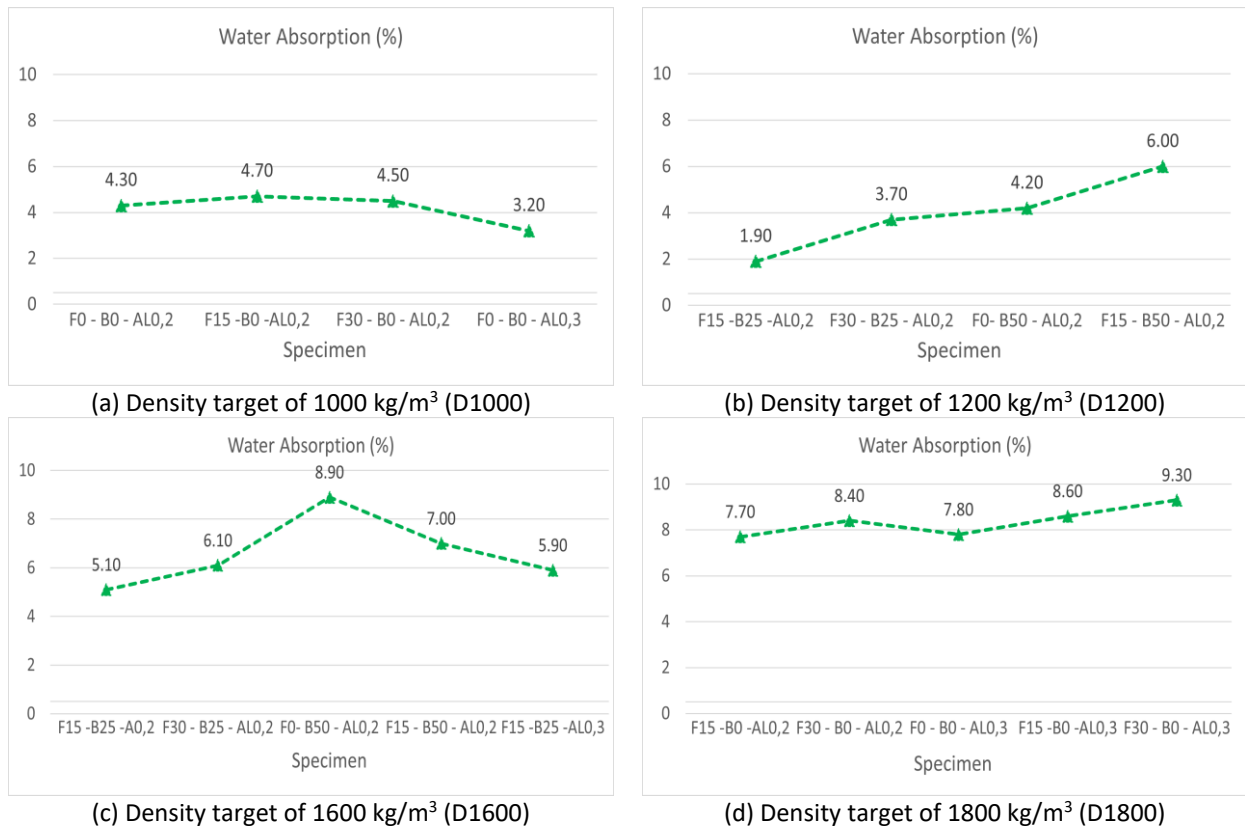 Water Absorption (%)
10
8
6
4
2
0
4.30
4.70
4.50
3.20
F0 - B0 - AL0,2
F15 -B0 -AL0,2
F30 - B0 - AL0,2
F0 - B0 - AL0,3
Specimen
(a) Density target of 1000 kg/m³ (D1000)
Water Absorption (%)
10
8
6
4
2
0
1.90
3.70
4.20
6.00
F15 -B25 -AL0,2
F30 - B25 - AL0,2
F0- B50 - AL0,2
F15 - B50 - AL0,2
Specimen
(b) Density target of 1200 kg/m³ (D1200)
Water Absorption (%)
10
8
6
4
2
0
5.10
6.10
8.90
7.00
5.90
F15 -B25 -A0,2
F30 - B25 - AL0,2
F0-B50 - AL0,2
F15 - B50 - AL0,2
F15 -B25 -AL0,3
Specimen
(c) Density target of 1600 kg/m³ (D1600)
Water Absorption (%)
10
8
6
4
2
0
7.70
8.40
7.80
8.60
9.30
F15 -B0 -AL0,2
F30 - B0 - AL0,2
F0 - B0 - AL0,3
F15 -B0 -AL0,3
F30 - B0 - AL0,3
Specimen
(d) Density target of 1800 kg/m³ (D1800)